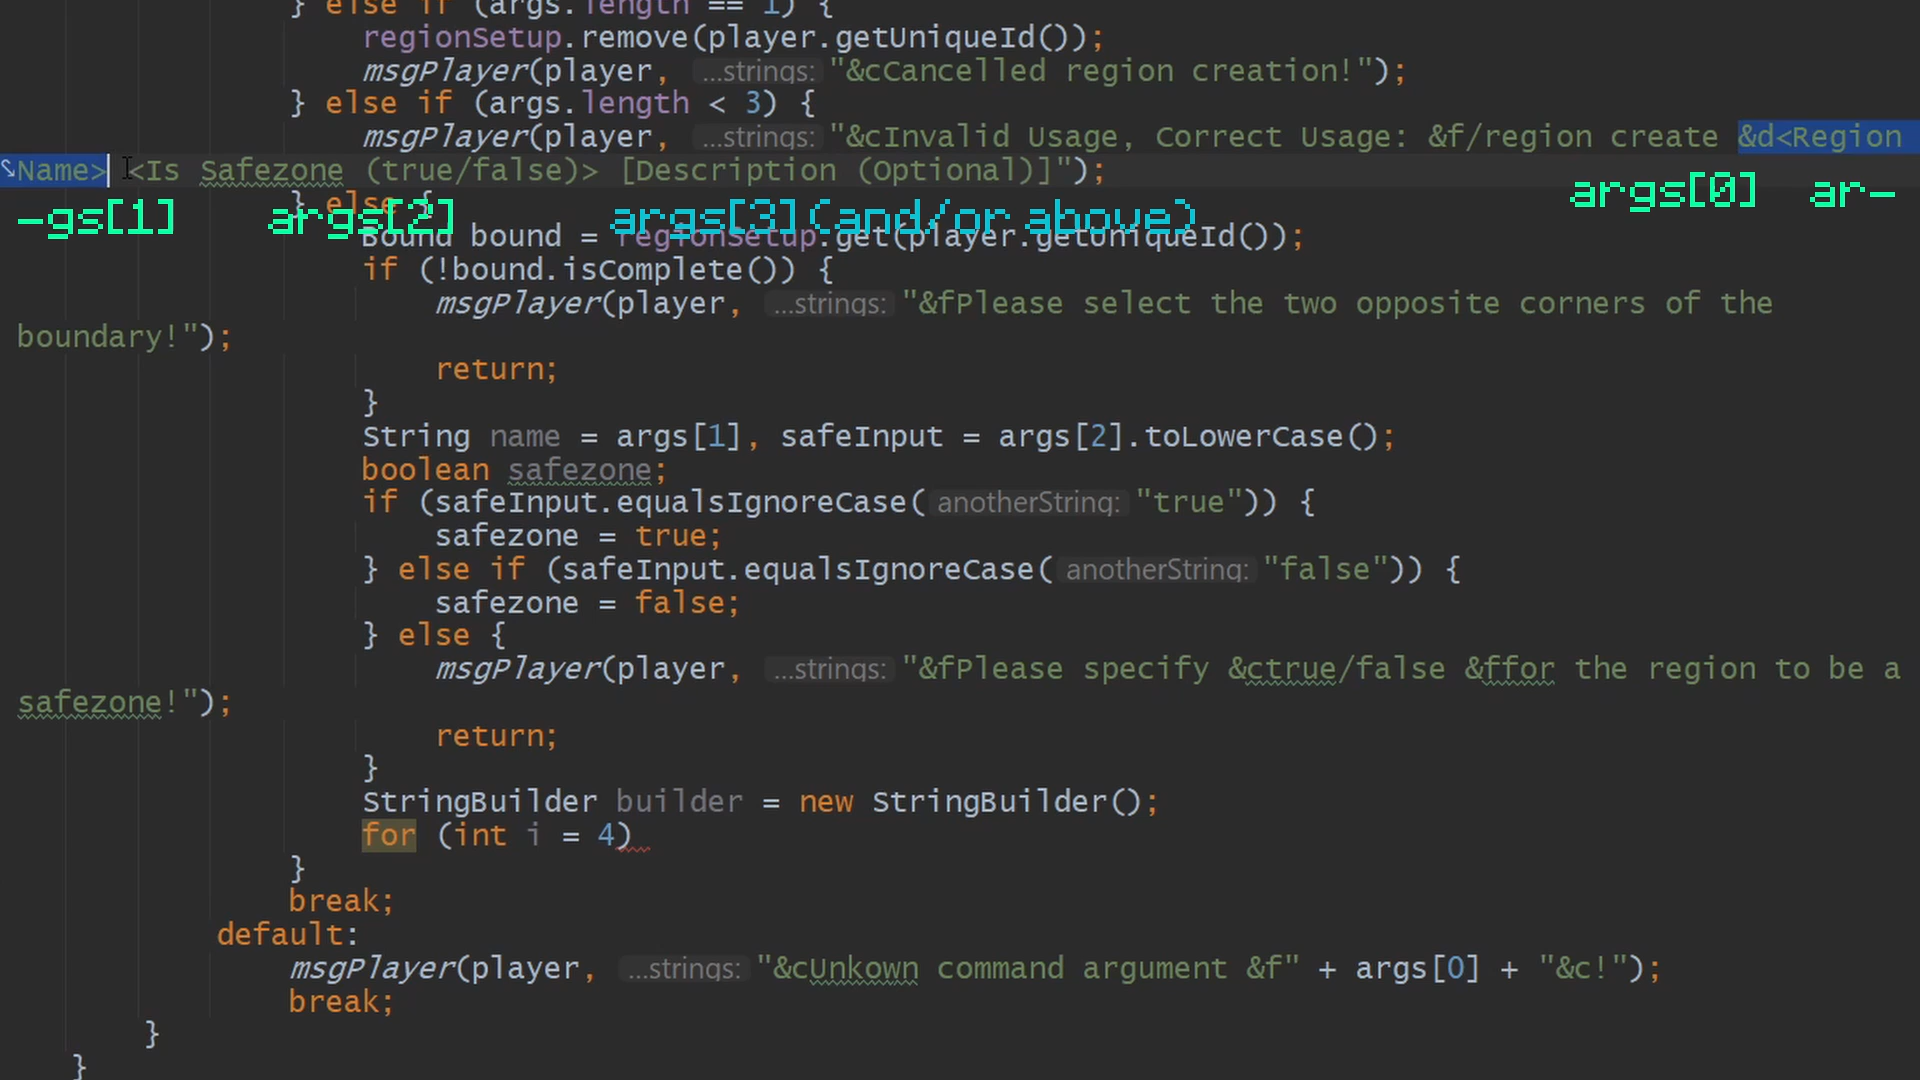 } else if (args.length == 1) {
regionSetup.remove(player.getUniqueId());
msgPlayer(player, ...strings: "&cCancelled region creation!");
} else if (args.length < 3) {
msgPlayer(player, ...strings: "&cInvalid Usage, Correct Usage: &f/region create &d<Region
Name> <Is Safezone (true/false)> [Description (Optional)]");
args[0] ar-
} else {
-gs[1] args[2] args[3](and/or above)
Bound bound = regionSetup.get(player.getUniqueId());
if (!bound.isComplete()) {
msgPlayer(player, ...strings: "&fPlease select the two opposite corners of the
boundary!");
return;
}
String name = args[1], safeInput = args[2].toLowerCase();
boolean safezone;
if (safeInput.equalsIgnoreCase( anotherString: "true")) {
safezone = true;
} else if (safeInput.equalsIgnoreCase( anotherString: "false")) {
safezone = false;
} else {
msgPlayer(player, ...strings: "&fPlease specify &ctrue/false &ffor the region to be a
safezone!");
return;
}
StringBuilder builder = new StringBuilder();
for (int i = 4)
}
break;
default:
msgPlayer(player, ...strings: "&cUnkown command argument &f" + args[0] + "&c!");
break;
}
}